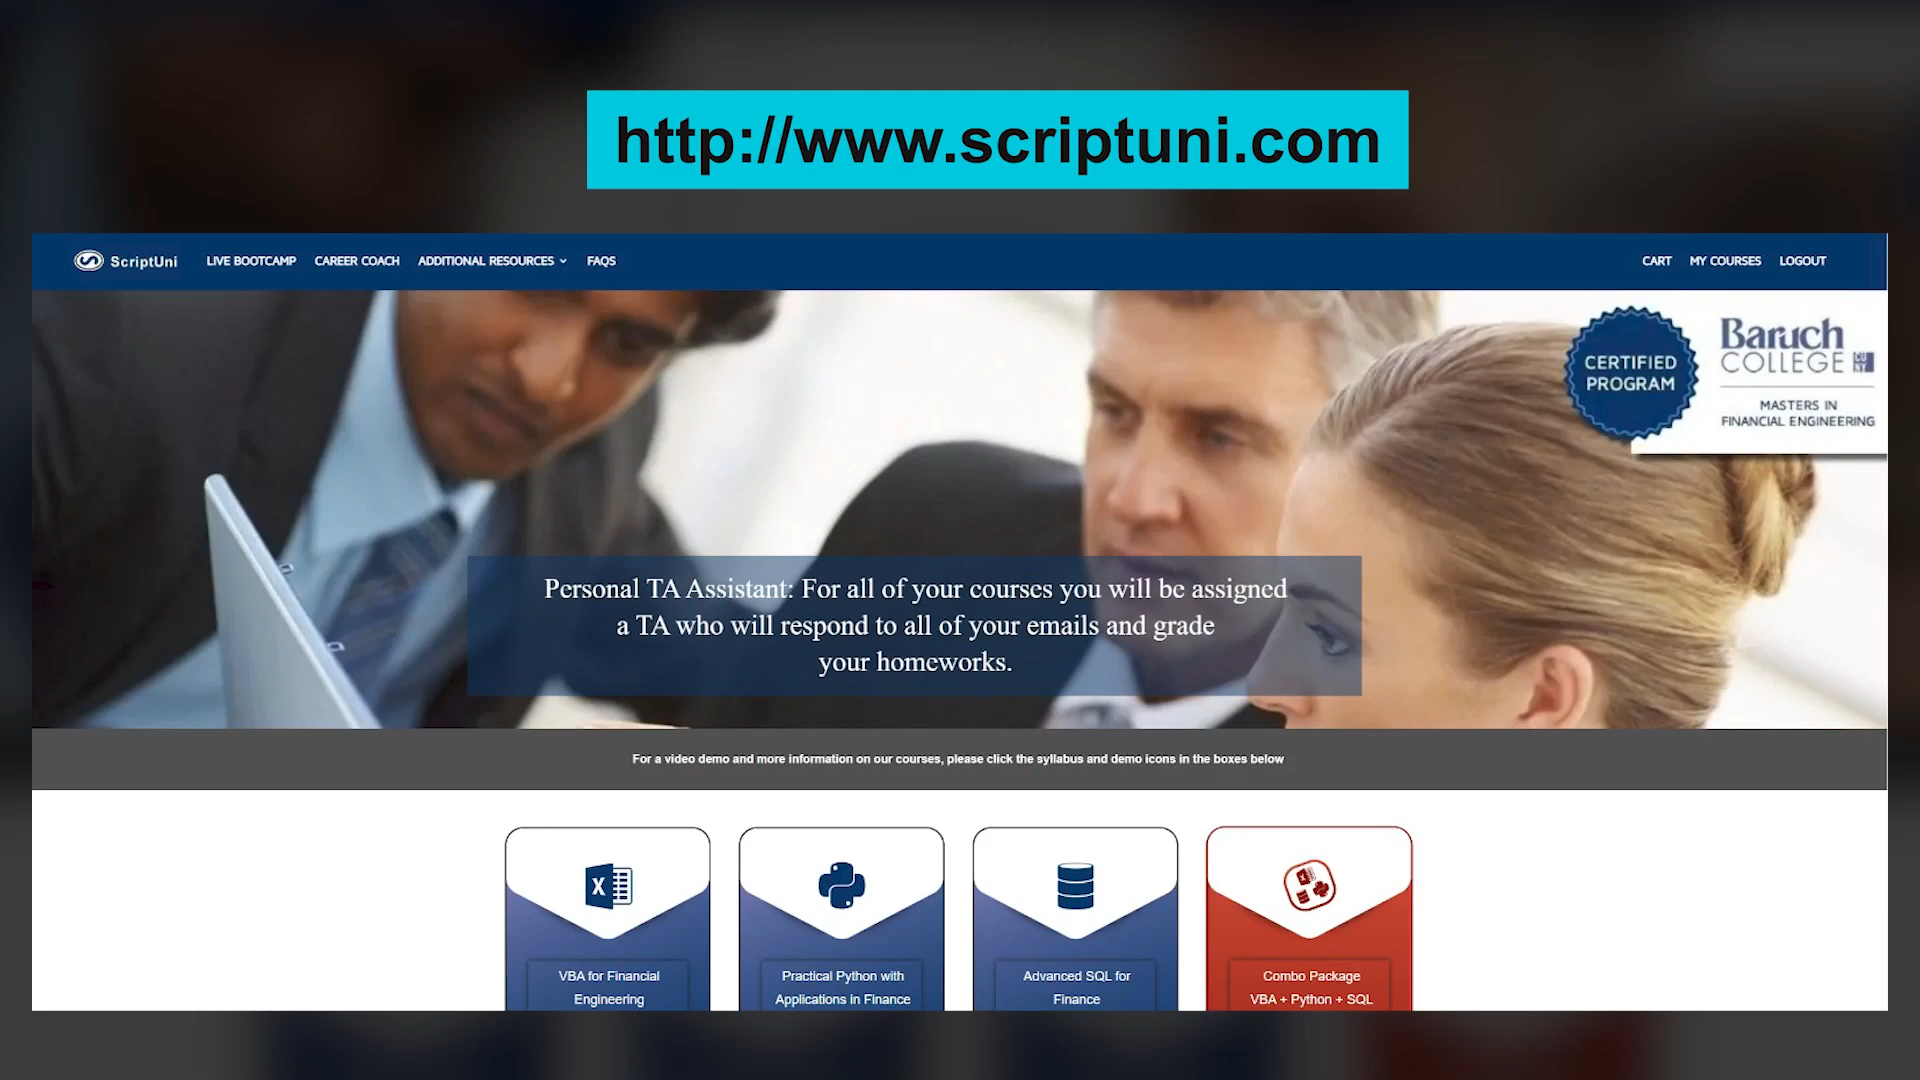 http://www.scriptuni.com
ScriptUni
LIVE BOOTCAMP
CAREER COACH
ADDITIONAL RESOURCES
FAQS
CART
MY COURSES
LOGOUT
CERTIFIED
PROGRAM
Baruch
COLLEGE
CU
NY
MASTERS IN
FINANCIAL ENGINEERING
Personal TA Assistant: For all of your courses you will be assigned
a TA who will respond to all of your emails and grade
your homeworks.
For a video demo and more information on our courses, please click the syllabus and demo icons in the boxes below
X
VBA for Financial
Engineering
Practical Python with
Applications in Finance
Advanced SQL for
Finance
Combo Package
VBA + Python + SQL